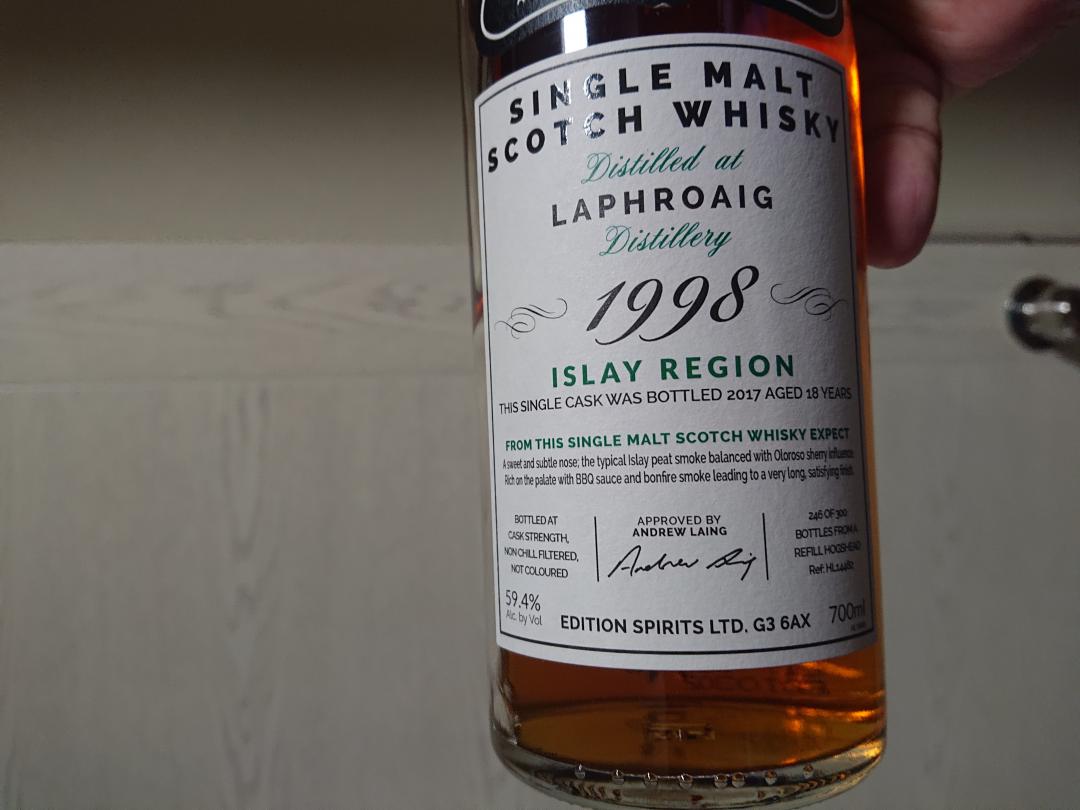 SINGLE MALT
SCOTCH WHISKY
Distilled at
LAPHROAIG
Distillery
1998
ISLAY REGION
THIS SINGLE CASK WAS BOTTLED 2017 AGED 18 YEARS
FROM THIS SINGLE MALT SCOTCH WHISKY EXPECT
A sweet and subtle nose; the typical Islay peat smoke balanced with Oloroso sherry influence
Rich on the palate with BBQ sauce and bonfire smoke leading to a very long, satisfying finish
BOTTLED AT
CASK STRENGTH,
NON CHILL FILTERED,
NOT COLOURED
APPROVED BY
ANDREW LAING
Andrew Laing
246 OF 300
BOTTLES FROM A
REFILL HOGSHEAD
Ref: HL14482
59.4%
Alc. by Vol
EDITION SPIRITS LTD. G3 6AX
700ml